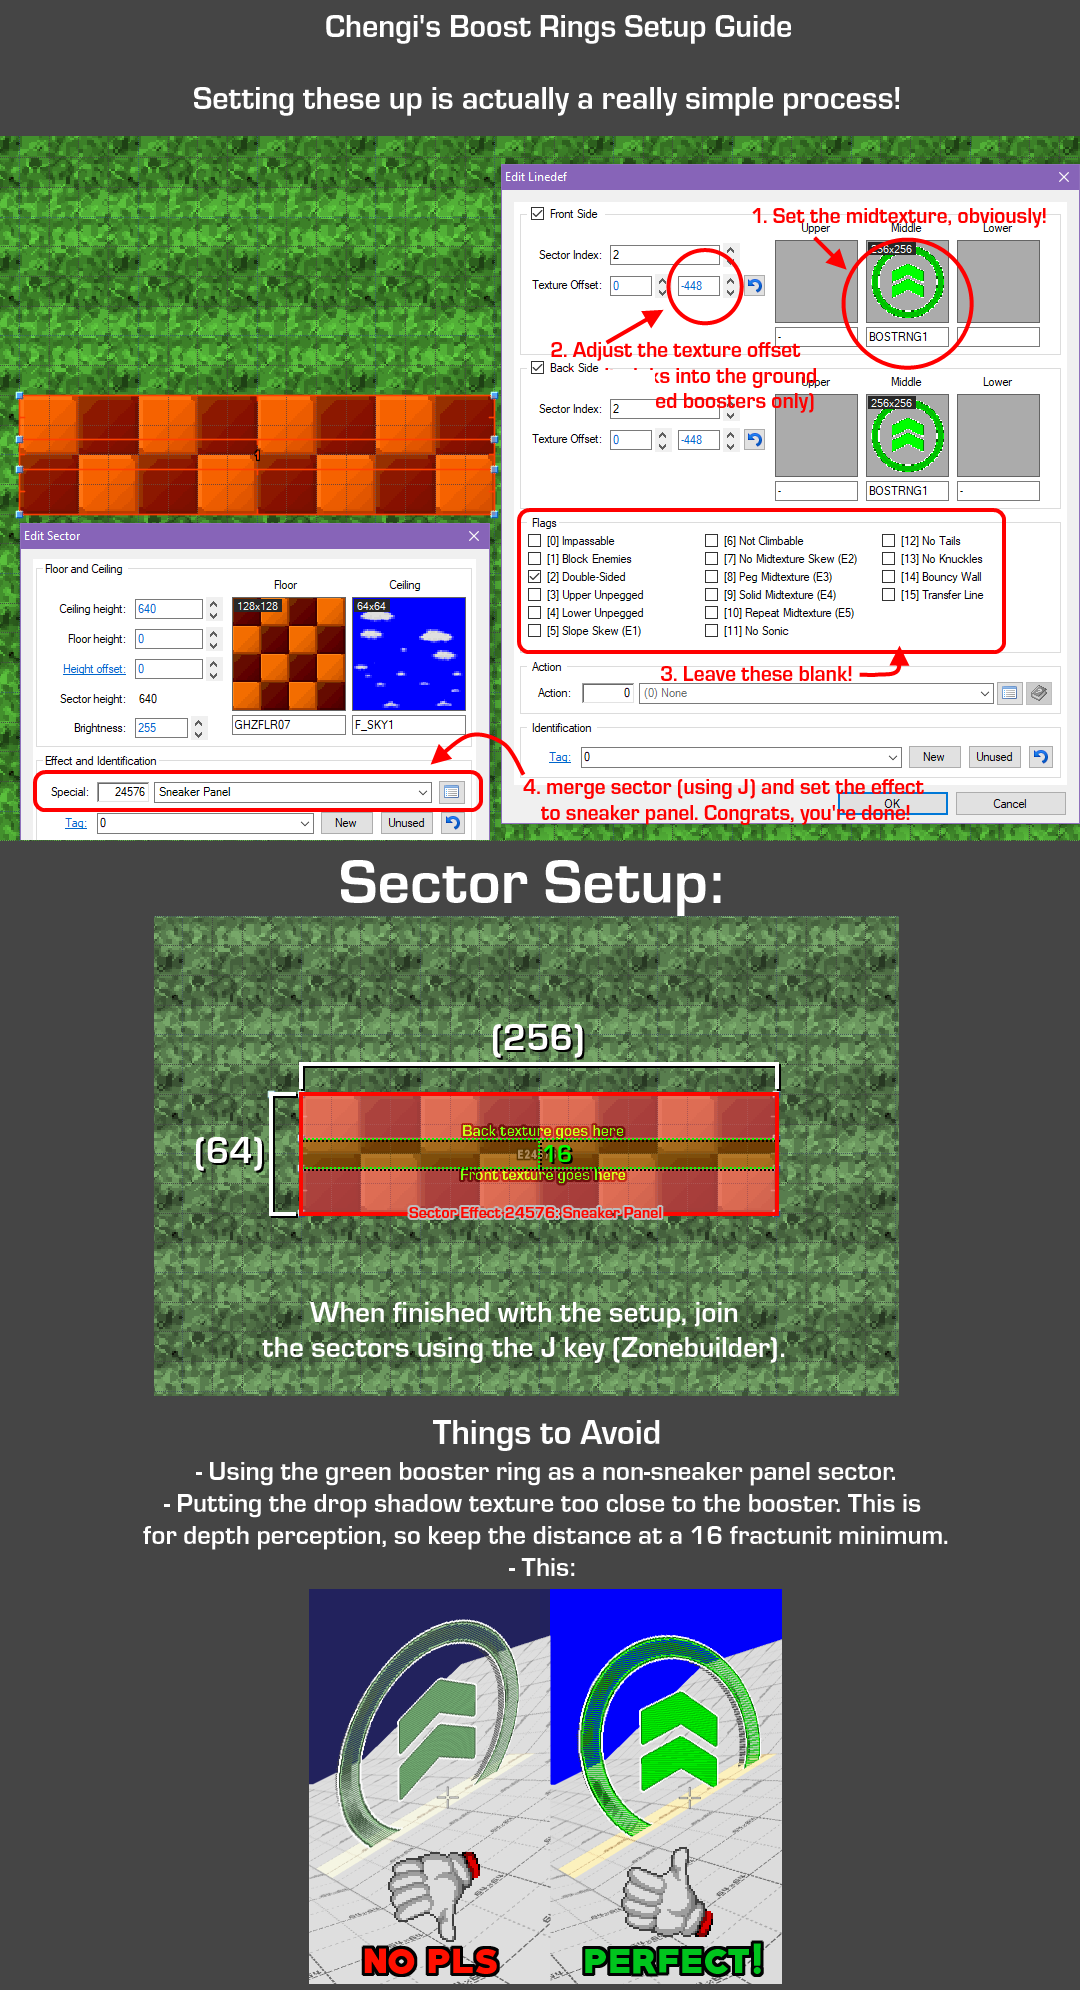 Chengi's Boost Rings Setup Guide
Setting these up is actually a really simple process!
Edit Linedef
Front Side
1. Set the midtexture, obviously!
Upper
Middle
Lower
Sector Index:
2
256x256
Texture Offset:
0
-448
-
BOSTRNG1
2. Adjust the texture offset
Back Side
into the ground
ed boosters only)
Upper
Middle
Lower
Sector Index:
2
256x256
Texture Offset:
0
-448
-
BOSTRNG1
-
Flags
[0] Impassable
[1] Block Enemies
[2] Double-Sided
[3] Upper Unpegged
[4] Lower Unpegged
[5] Slope Skew (E1)
[6] Not Climbable
[7] No Midtexture Skew (E2)
[8] Peg Midtexture (E3)
[9] Solid Midtexture (E4)
[10] Repeat Midtexture (E5)
[11] No Sonic
[12] No Tails
[13] No Knuckles
[14] Bouncy Wall
[15] Transfer Line
3. Leave these blank!
Action
Action:
0
(0) None
Identification
Tag:
0
New
Unused
4. merge sector (using J) and set the effect
to sneaker panel. Congrats, you're done!
OK
Cancel
1
Edit Sector
Floor and Ceiling
Floor
Ceiling
Ceiling height:
640
128x128
64x64
Floor height:
0
Height offset:
0
Sector height:
640
Brightness:
255
GHZFLR07
F_SKY1
Effect and Identification
Special:
24576
Sneaker Panel
Tag:
0
New
Unused
Sector Setup:
(256)
(64)
Back texture goes here
E24
16
Front texture goes here
Sector Effect 24576: Sneaker Panel
When finished with the setup, join
the sectors using the J key (Zonebuilder).
Things to Avoid
- Using the green booster ring as a non-sneaker panel sector.
- Putting the drop shadow texture too close to the booster. This is
for depth perception, so keep the distance at a 16 fractunit minimum.
- This:
NO PLS
PERFECT!